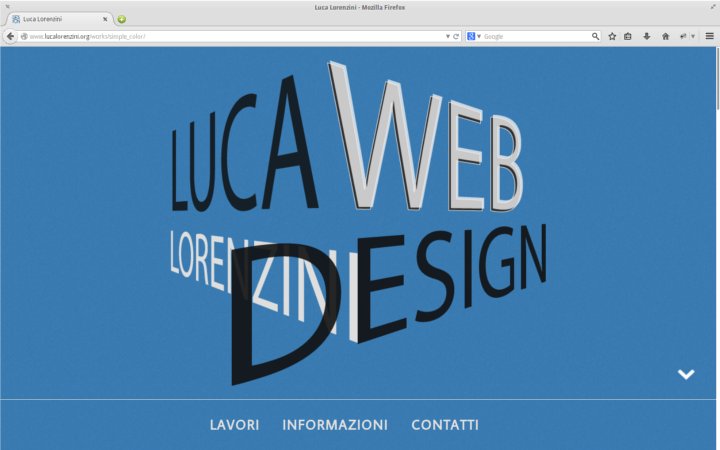 Luca Lorenzini - Mozilla Firefox
Luca Lorenzini
www.lucalorenzini.org/works/simple_color/
Google
LUCA WEB
LORENZINI DESIGN
LAVORI INFORMAZIONI CONTATTI